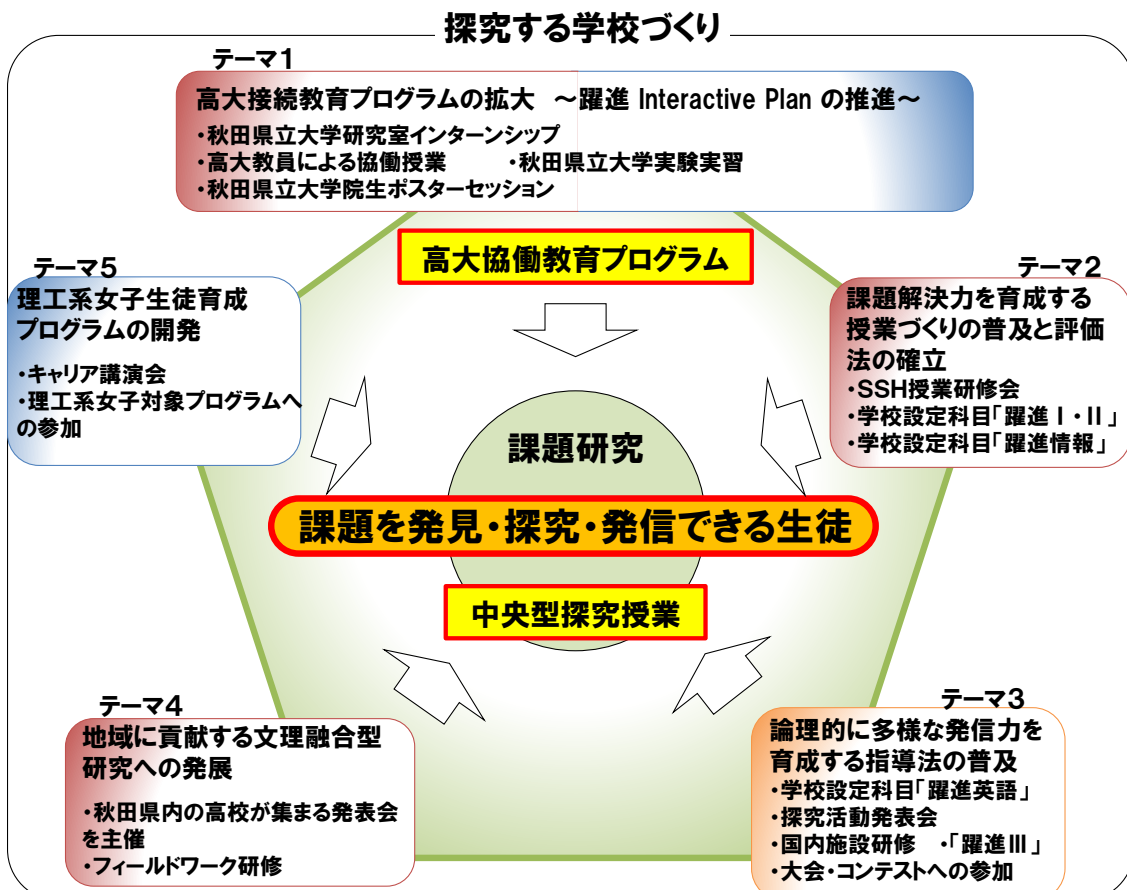 探究する学校づくり
テーマ1
高大接続教育プログラムの拡大 ～躍進 Interactive Plan の推進～
・秋田県立大学研究室インターンシップ
・高大教員による協働授業 ・秋田県立大学実験実習
・秋田県立大学院生ポスターセッション
高大協働教育プログラム
テーマ5
理工系女子生徒育成
プログラムの開発
・キャリア講演会
・理工系女子対象プログラムへ
の参加
テーマ2
課題解決力を育成する
授業づくりの普及と評価
法の確立
・SSH授業研修会
・学校設定科目「躍進Ⅰ・Ⅱ」
・学校設定科目「躍進情報」
課題研究
課題を発見・探究・発信できる生徒
中央型探究授業
テーマ4
地域に貢献する文理融合型
研究への発展
・秋田県内の高校が集まる発表会
を主催
・フィールドワーク研修
テーマ3
論理的に多様な発信力を
育成する指導法の普及
・学校設定科目「躍進英語」
・探究活動発表会
・国内施設研修 ・「躍進Ⅲ」
・大会・コンテストへの参加